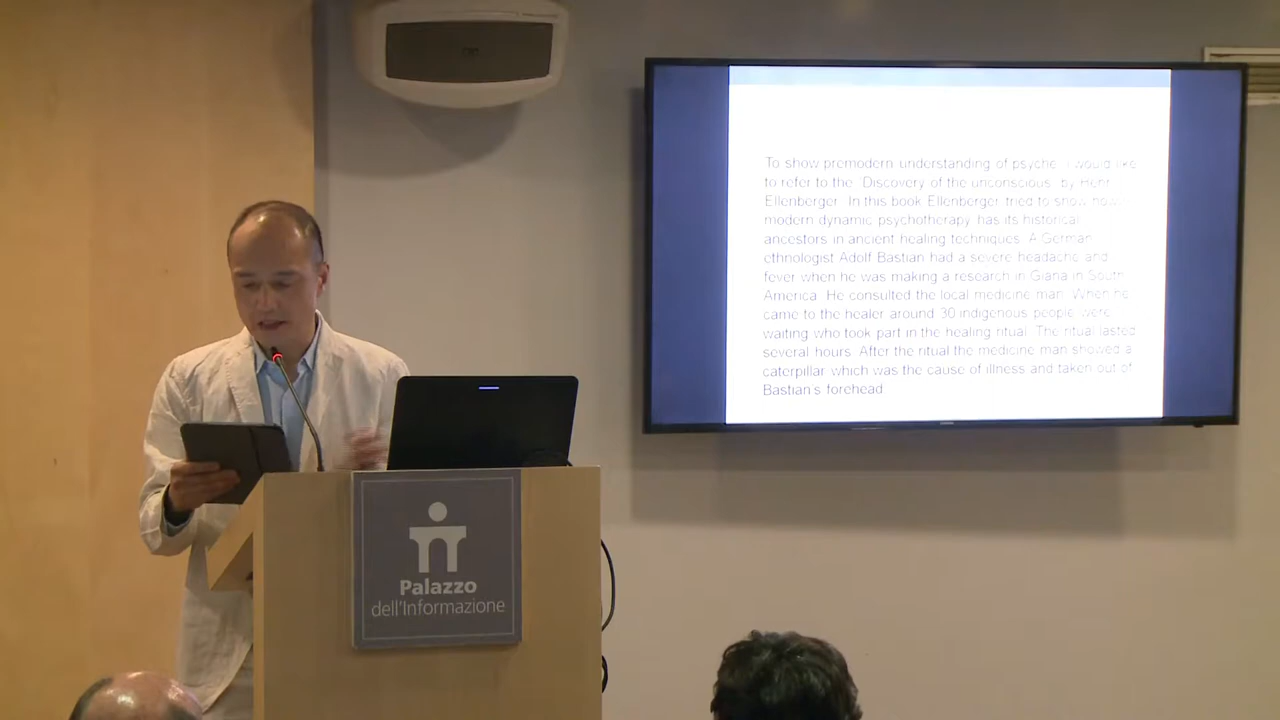 To show premodern understanding of psyche I would like
to refer to the "Discovery of the unconscious" by Henri
Ellenberger. In this book Ellenberger tried to show how
modern dynamic psychotherapy has its historical
ancestors in ancient healing techniques. A German
ethnologist Adolf Bastian had a severe headache and
fever when he was making a research in Giana in South
America. He consulted the local medicine man. When he
came to the healer around 30 indigenous people were
waiting who took part in the healing ritual. The ritual lasted
several hours. After the ritual the medicine man showed a
caterpillar which was the cause of illness and taken out of
Bastian's forehead.
Palazzo
dell'Informazione